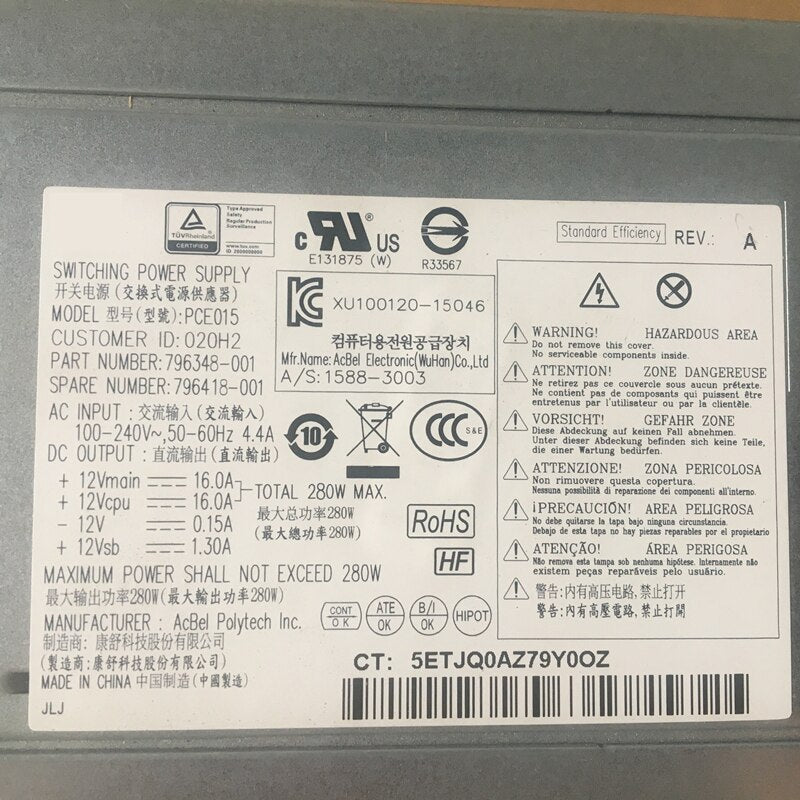 TÜVRheinland
CERTIFIED
Type Approved
Safety
Regular Production
Surveillance
www.tuv.com
ID 2000000000
c RU® US
E131875 (W)
R33567
Standard Efficiency
REV.: A
SWITCHING POWER SUPPLY
开关电源 (交換式電源供應器)
MODEL 型号(型號):PCE015
CUSTOMER ID: 020H2
PART NUMBER: 796348-001
SPARE NUMBER: 796418-001
XU100120-15046
컴퓨터용전원공급장치
Mfr.Name: AcBel Electronic(WuHan)Co.,Ltd
A/S: 1588-3003
AC INPUT : 交流输入 (交流輸入)
100-240V~,50-60Hz 4.4A
DC OUTPUT : 直流输出 (直流輸出)
+ 12Vmain 16.0A
+ 12Vcpu 16.0A
TOTAL 280W MAX.
最大总功率280W
(最大總功率 280W)
- 12V 0.15A
+ 12Vsb 1.30A
10
CCC S&E
RoHS
HF
MAXIMUM POWER SHALL NOT EXCEED 280W
最大输出功率280W (最大輸出功率280W)
MANUFACTURER : AcBel Polytech Inc.
制造商: 康舒科技股份有限公司
(製造商: 康舒科技股份有限公司)
MADE IN CHINA 中国制造 (中國製造)
JLJ
CONT OK
ATE OK
B/I OK
HIPOT
WARNING! HAZARDOUS AREA
Do not remove this cover.
No serviceable components inside.
ATTENTION! ZONE DANGEREUSE
Ne retirez pas ce couvercle sous aucun prétexte.
Ne contient pas de composants qui puissent être
entretenus par l'utilisateur ou par la clientèle.
VORSICHT! GEFAHR ZONE
Diese Abdeckung auf keinen Fall abnehmen.
Unter dieser Abdeckung befinden sich keine Teile,
die einer Wartung bedürfen.
ATTENZIONE! ZONA PERICOLOSA
Non rimuovere questa copertura.
Nessuna possibilità di riparazione dei componenti all'interno.
¡PRECAUCIÓN! AREA PELIGROSA
No debe quitarse la tapa bajo ninguna circunstancia.
Debajo de esta tapa no hay piezas reparables por el propietario
ATENÇÃO! ÁREA PERIGOSA
Não remova esta tampa sob nenhuma hipótese. Internamente não
existem peças reparáveis pelo usuário.
警告: 内有高压电路, 禁止打开
警告: 內有高壓電路, 禁止打開
CT: 5ETJQ0AZ79Y0OZ